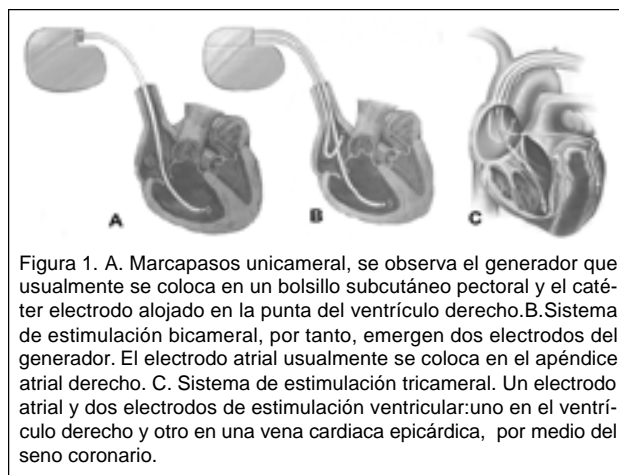 A
B
C
Figura 1. A. Marcapasos unicameral, se observa el generador que
usualmente se coloca en un bolsillo subcutáneo pectoral y el caté-
ter electrodo alojado en la punta del ventrículo derecho.B.Sistema
de estimulación bicameral, por tanto, emergen dos electrodos del
generador. El electrodo atrial usualmente se coloca en el apéndice
atrial derecho. C. Sistema de estimulación tricameral. Un electrodo
atrial y dos electrodos de estimulación ventricular:uno en el ventrí-
culo derecho y otro en una vena cardiaca epicárdica, por medio del
seno coronario.